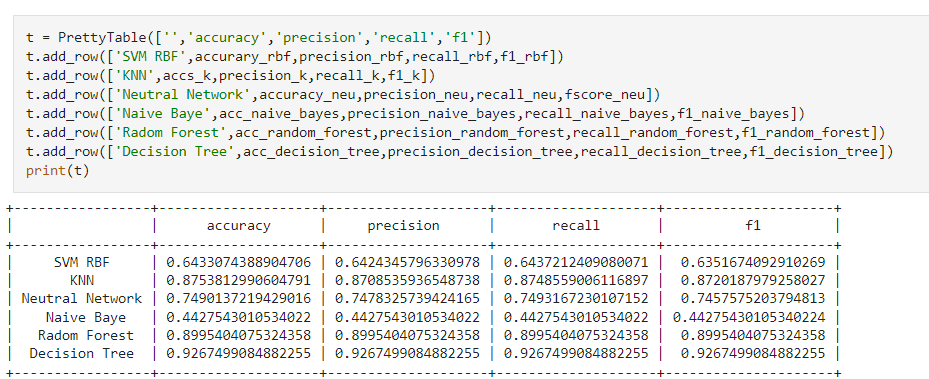 t = PrettyTable(['','accuracy','precision','recall','f1'])
t.add_row(['SVM RBF',accurary_rbf,precision_rbf,recall_rbf,f1_rbf])
t.add_row(['KNN',accs_k,precision_k,recall_k,f1_k])
t.add_row(['Neutral Network',accuracy_neu,precision_neu,recall_neu,fscore_neu])
t.add_row(['Naive Baye',acc_naive_bayes,precision_naive_bayes,recall_naive_bayes,f1_naive_bayes])
t.add_row(['Radom Forest',acc_random_forest,precision_random_forest,recall_random_forest,f1_random_forest])
t.add_row(['Decision Tree',acc_decision_tree,precision_decision_tree,recall_decision_tree,f1_decision_tree])
print(t)
+-----------------+--------------------+--------------------+--------------------+---------------------+
|                 |      accuracy      |     precision      |       recall       |          f1         |
+-----------------+--------------------+--------------------+--------------------+---------------------+
|     SVM RBF     | 0.6433074388904706 | 0.6424345796330978 | 0.6437212409080071 |  0.6351674092910269 |
|       KNN       | 0.8753812990604791 | 0.8708535936548738 | 0.8748559006116897 |  0.8720187979258027 |
| Neutral Network | 0.7490137219429016 | 0.7478325739424165 | 0.7493167230107152 |  0.7457575203794813 |
|    Naive Baye   | 0.4427543010534022 | 0.4427543010534022 | 0.4427543010534022 | 0.44275430105340224 |
|   Radom Forest  | 0.8995404075324358 | 0.8995404075324358 | 0.8995404075324358 |  0.8995404075324358 |
|  Decision Tree  | 0.9267499084882255 | 0.9267499084882255 | 0.9267499084882255 |  0.9267499084882255 |
+-----------------+--------------------+--------------------+--------------------+---------------------+